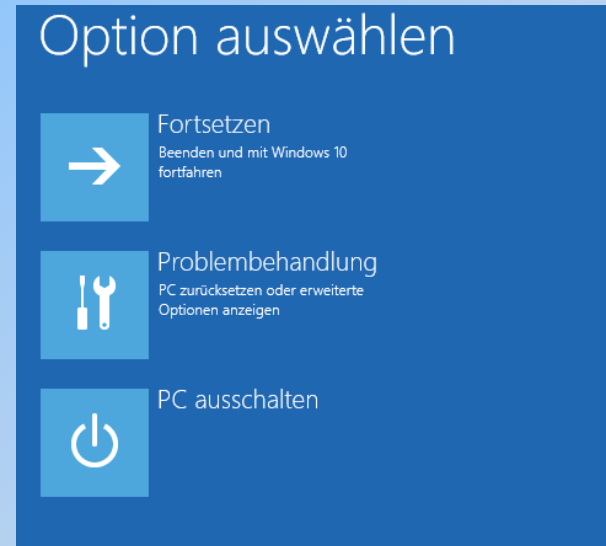 Option auswählen
Fortsetzen
Beenden und mit Windows 10
fortfahren
Problembehandlung
PC zurücksetzen oder erweiterte
Optionen anzeigen
PC ausschalten